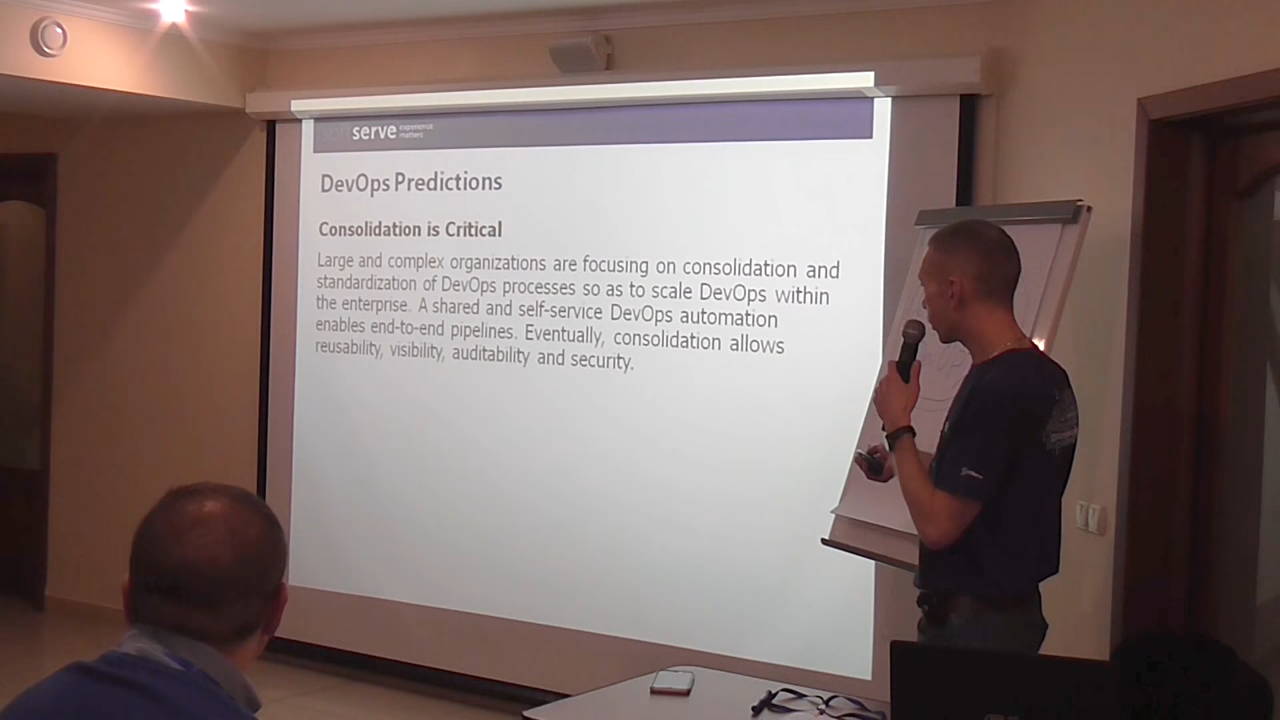 serve experience
matters
DevOps Predictions
Consolidation is Critical
Large and complex organizations are focusing on consolidation and
standardization of DevOps processes so as to scale DevOps within
the enterprise. A shared and self-service DevOps automation
enables end-to-end pipelines. Eventually, consolidation allows
reusability, visibility, auditability and security.